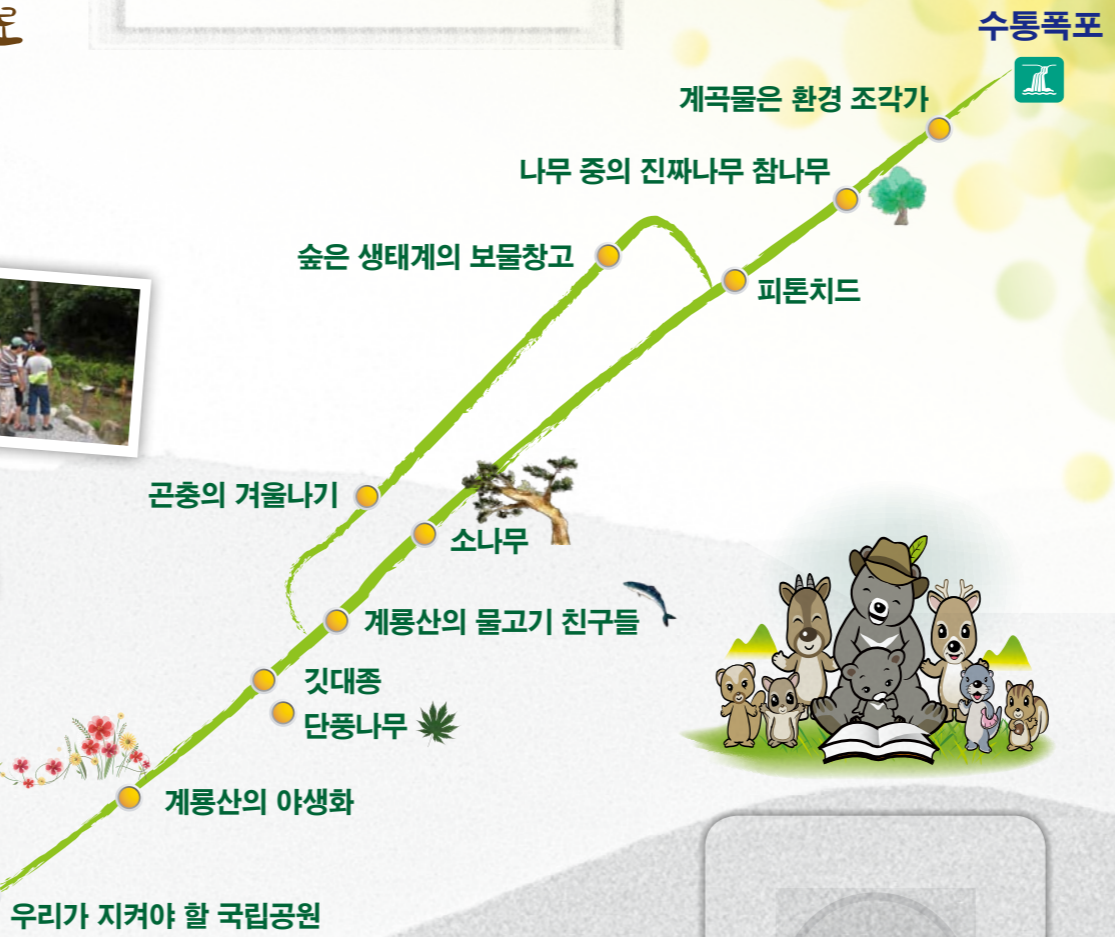 로
수통폭포
계곡물은 환경 조각가
나무 중의 진짜나무 참나무
숲은 생태계의 보물창고
피톤치드
곤충의 겨울나기
소나무
계룡산의 물고기 친구들
깃대종
단풍나무
계룡산의 야생화
우리가 지켜야 할 국립공원